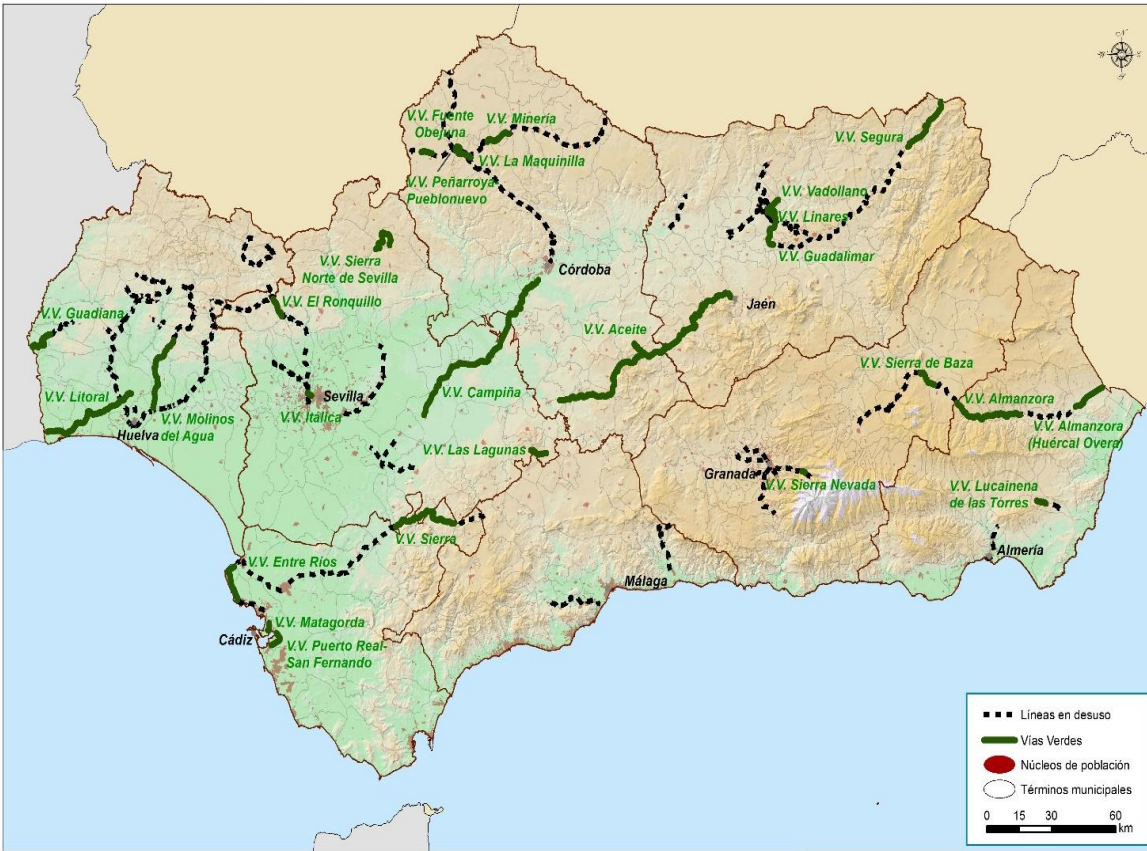 N
W
E
S
V.V. Fuente
Obejuna
V.V. Minería
V.V. La Maquinilla
V.V. Peñarroya
Pueblonuevo
V.V. Segura
V.V. Vadollano
V.V. Linares
V.V. Guadalimar
V.V. Sierra
Norte de Sevilla
Córdoba
V.V. El Ronquillo
V.V. Guadiana
Jaén
V.V. Aceite
V.V. Sierra de Baza
V.V. Litoral
Sevilla
V.V. Itálica
V.V. Campiña
V.V. Almanzora
V.V. Molinos
del Agua
Huelva
V.V. Almanzora
(Huércal Overa)
V.V. Las Lagunas
Granada
V.V. Sierra Nevada
V.V. Lucainena
de las Torres
V.V. Sierra
Almería
V.V. Entre Ríos
Málaga
V.V. Matagorda
Cádiz
V.V. Puerto Real-
San Fernando
Líneas en desuso
Vías Verdes
Núcleos de población
Términos municipales
0 15 30 60
km